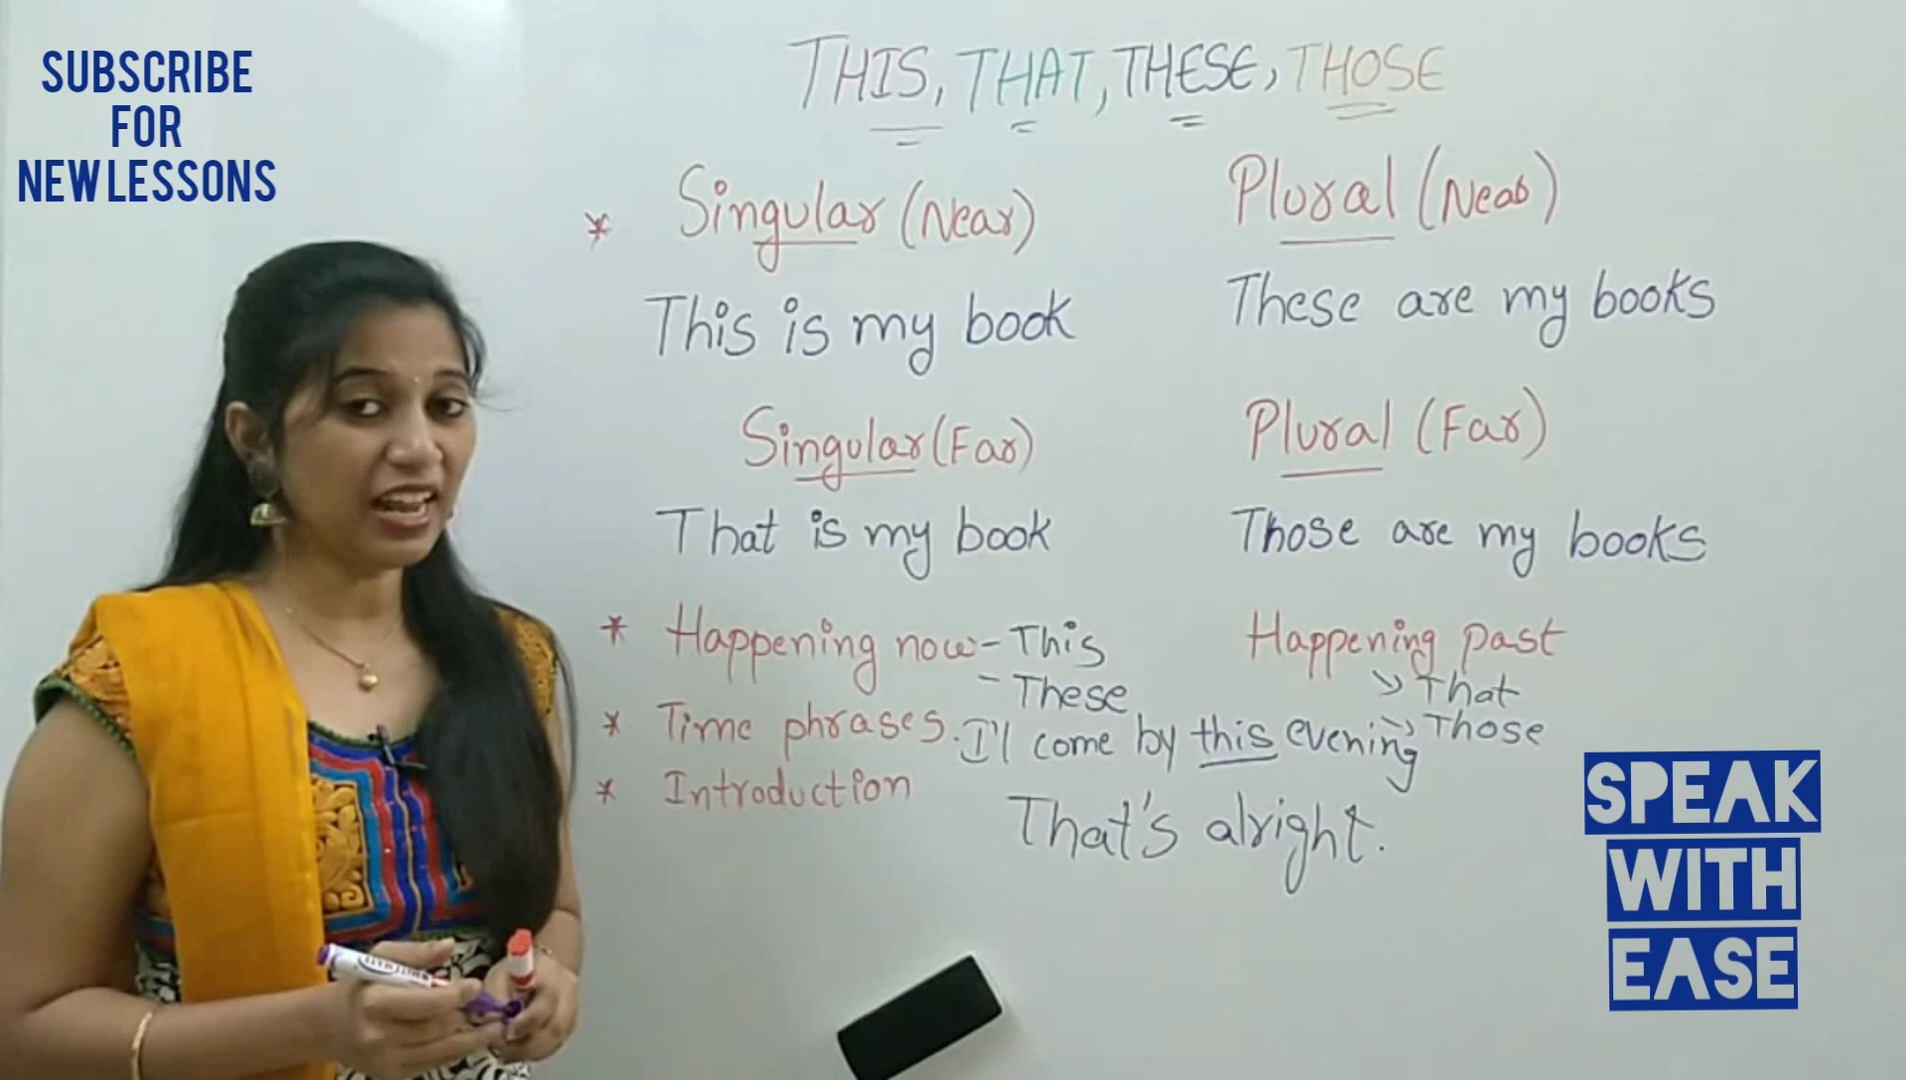 SUBSCRIBE
FOR
NEW LESSONS
THIS, THAT, THESE, THOSE
* Singular (Near)
Plural (Near)
This is my book
These are my books
Singular (Far)
Plural (Far)
That is my book
Those are my books
* Happening now - This
- These
Happening past
→ That
→ Those
* Time phrases. I'll come by this evening
* Introduction
That's alright.
SPEAK
WITH
EASE